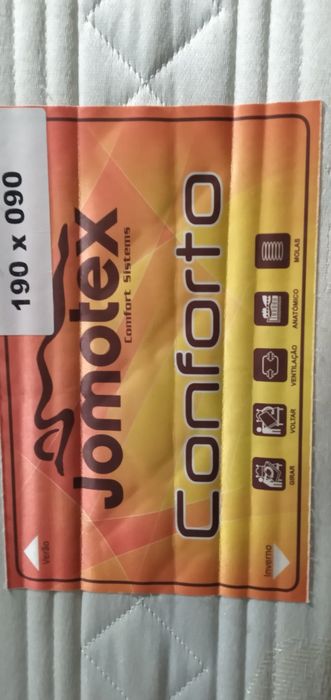 190 x 090
Jomotex
Comfort Sistems
Conforto
GIRAR
VOLTAR
VENTILAÇÃO
ANATÓMICO
MOLAS
Verão
Inverno